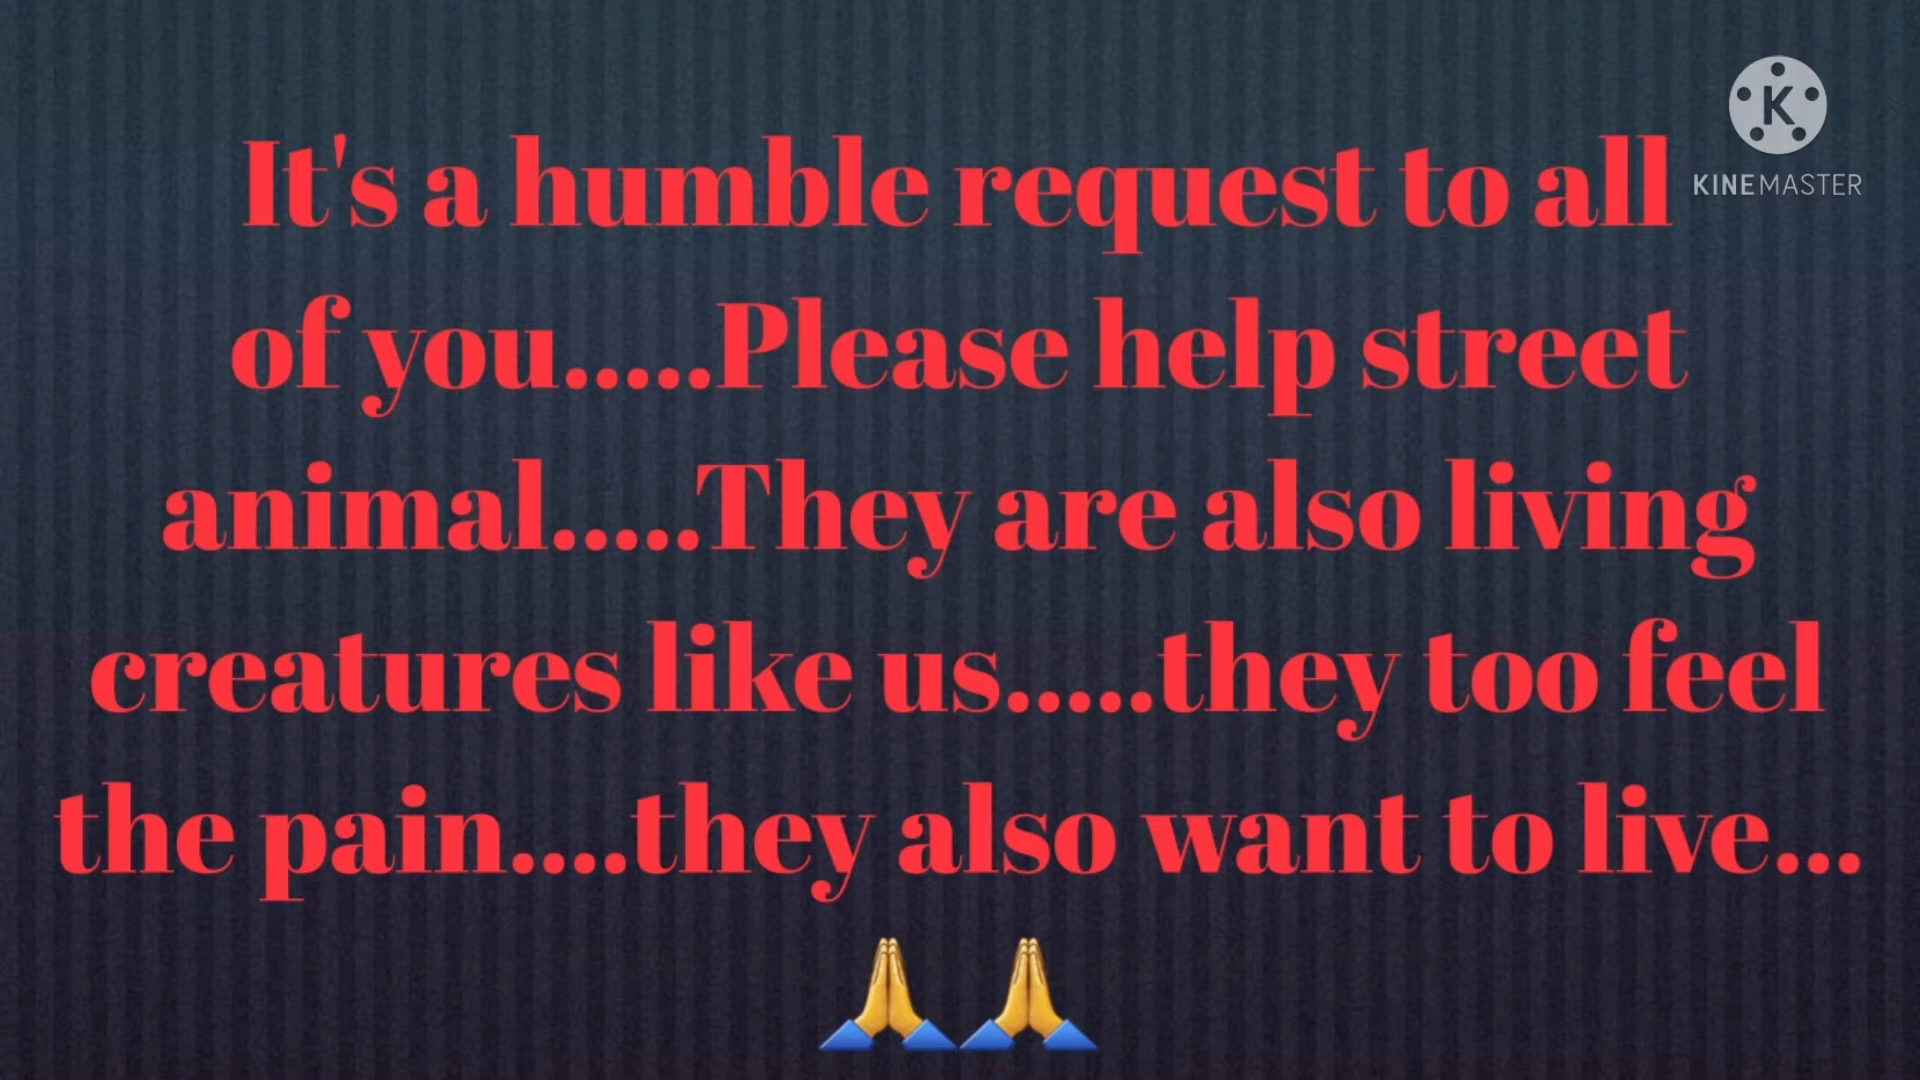 K
KINEMASTER
It's a humble request to all
of you.....Please help street
animal.....They are also living
creatures like us.....they too feel
the pain....they also want to live...
🙏🙏